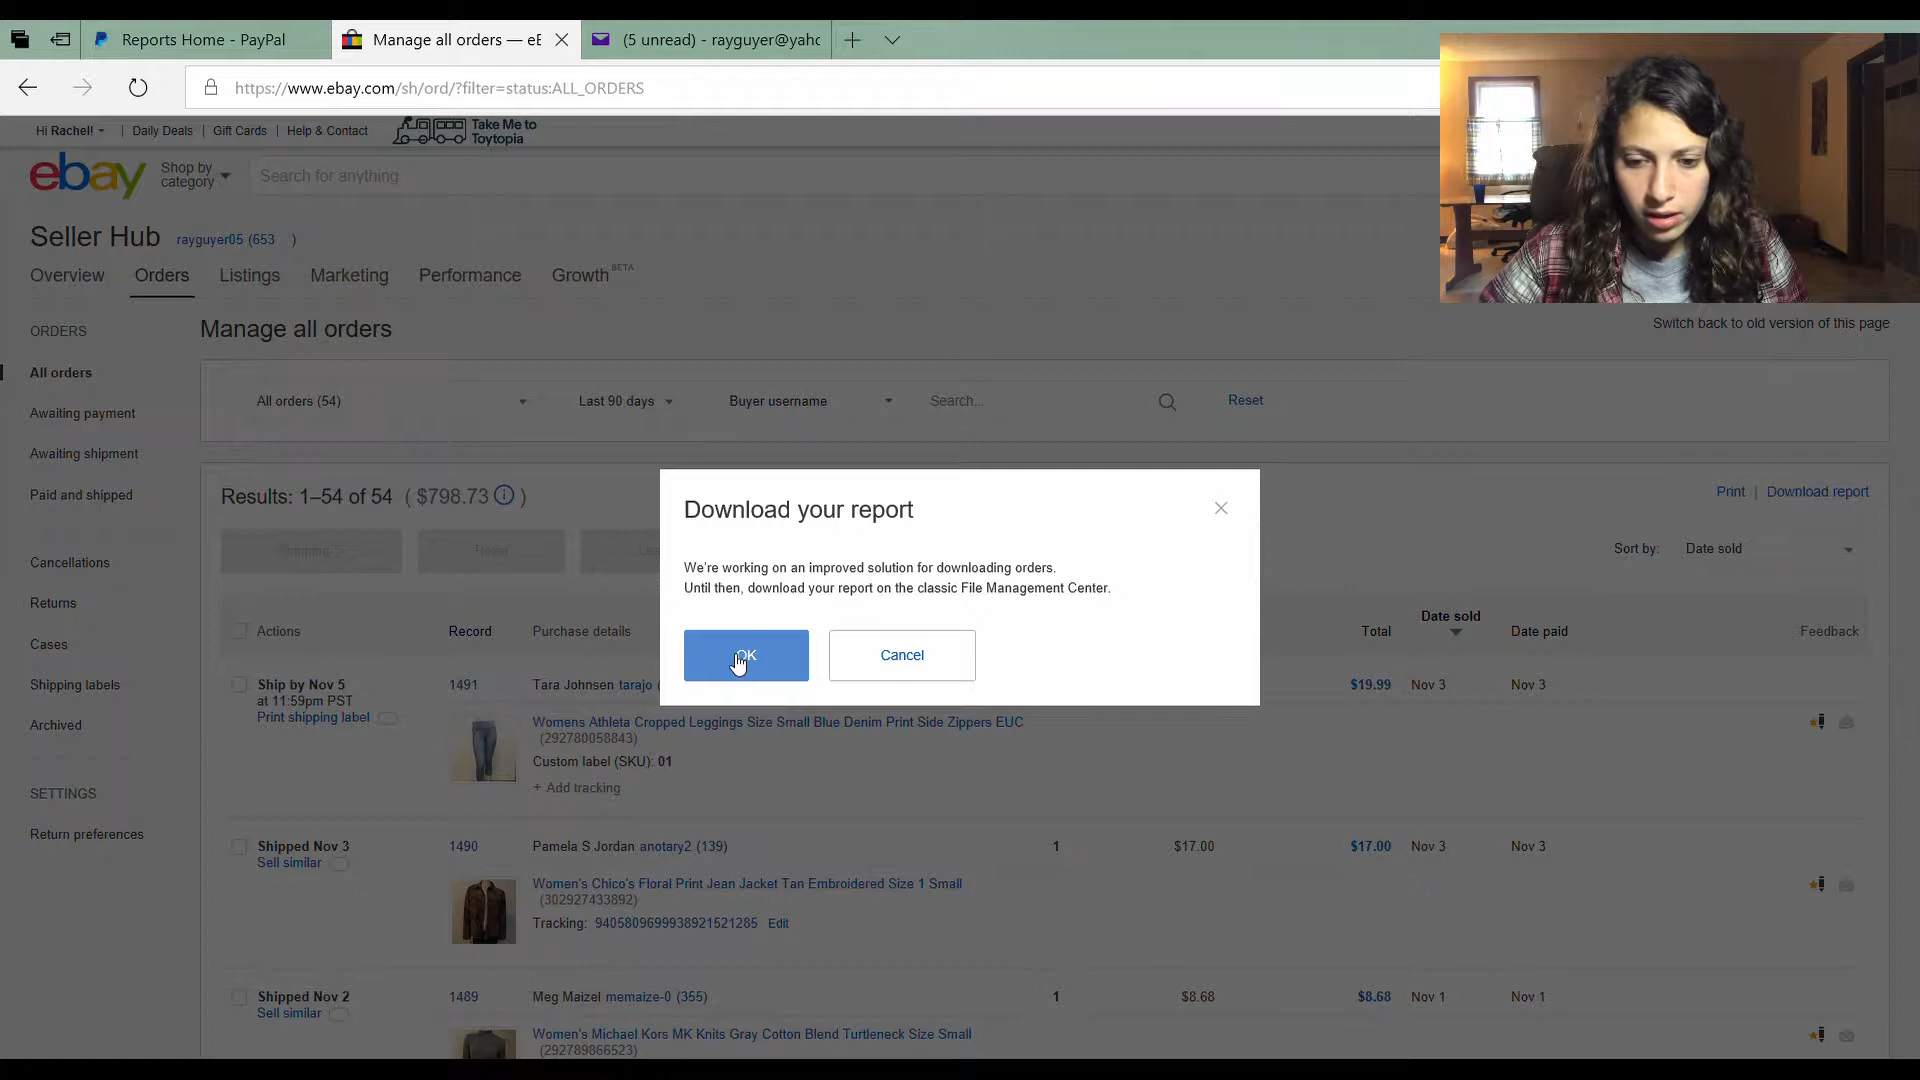 Reports Home - PayPal
Manage all orders — eB
(5 unread) - rayguyer@yaho
https://www.ebay.com/sh/ord/?filter=status:ALL_ORDERS
Hi Rachel!
Daily Deals
Gift Cards
Help & Contact
Take Me to
Toytopia
ebay
Shop by
category
Search for anything
Seller Hub
rayguyer05 (653 )
Overview
Orders
Listings
Marketing
Performance
Growth BETA
ORDERS
All orders
Awaiting payment
Awaiting shipment
Paid and shipped
Cancellations
Returns
Cases
Shipping labels
Archived
SETTINGS
Return preferences
Manage all orders
Switch back to old version of this page
All orders (54)
Last 90 days
Buyer username
Search...
Reset
Results: 1–54 of 54 ( $798.73 )
Print | Download report
Sort by: Date sold
Download your report
We're working on an improved solution for downloading orders.
Until then, download your report on the classic File Management Center.
OK
Cancel
Actions
Record
Purchase details
Total
Date sold
Date paid
Feedback
Ship by Nov 5
at 11:59pm PST
Print shipping label
1491
Tara Johnsen tarajo (
$19.99
Nov 3
Nov 3
Womens Athleta Cropped Leggings Size Small Blue Denim Print Side Zippers EUC
(292780058843)
Custom label (SKU): 01
+ Add tracking
Shipped Nov 3
Sell similar
1490
Pamela S Jordan anotary2 (139)
1
$17.00
$17.00
Nov 3
Nov 3
Women's Chico's Floral Print Jean Jacket Tan Embroidered Size 1 Small
(302927433892)
Tracking: 9405809699938921521285 Edit
Shipped Nov 2
Sell similar
1489
Meg Maizel memaize-0 (355)
1
$8.68
$8.68
Nov 1
Nov 1
Women's Michael Kors MK Knits Gray Cotton Blend Turtleneck Size Small
(292789866523)